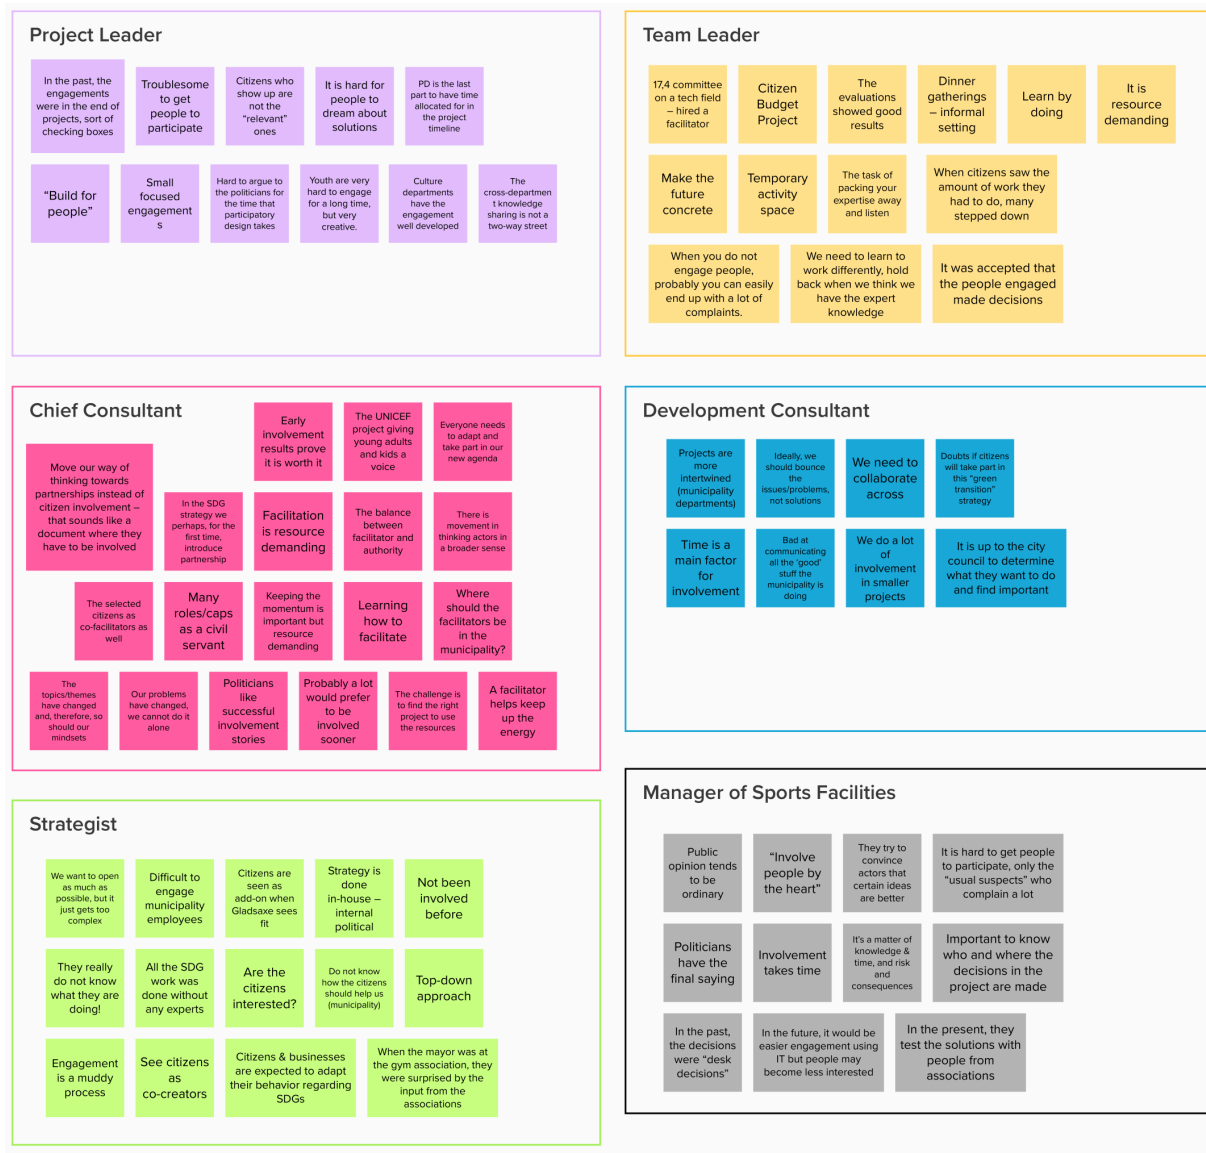 Project Leader
In the past, the
engagements
were in the end of
projects, sort of
checking boxes
Troublesome
to get
people to
participate
Citizens who
show up are
not the
"relevant"
ones
It is hard for
people to
dream about
solutions
PD is the last
part to have time
allocated for in
the project
timeline
"Build for
people"
Small
focused
engagement
s
Hard to argue to
the politicians for
the time that
participatory
design takes
Youth are very
hard to engage
for a long time,
but very
creative.
Culture
departments
have the
engagement
well developed
The
cross-departmen
t knowledge
sharing is not a
two-way street
Team Leader
17,4 committee
on a tech field
– hired a
facilitator
Citizen
Budget
Project
The
evaluations
showed good
results
Dinner
gatherings
– informal
setting
Learn by
doing
It is
resource
demanding
Make the
future
concrete
Temporary
activity
space
The task of
packing your
expertise away
and listen
When citizens saw the
amount of work they
had to do, many
stepped down
When you do not
engage people,
probably you can easily
end up with a lot of
complaints.
We need to learn to
work differently, hold
back when we think we
have the expert
knowledge
It was accepted that
the people engaged
made decisions
Chief Consultant
Early
involvement
results prove
it is worth it
The UNICEF
project giving
young adults
and kids a
voice
Everyone needs
to adapt and
take part in our
new agenda
Move our way of
thinking towards
partnerships instead of
citizen involvement –
that sounds like a
document where they
have to be involved
In the SDG
strategy we
perhaps, for the
first time,
introduce
partnership
Facilitation
is resource
demanding
The balance
between
facilitator and
authority
There is
movement in
thinking actors in
a broader sense
The selected
citizens as
co-facilitators as
well
Many
roles/caps
as a civil
servant
Keeping the
momentum is
important but
resource
demanding
Learning
how to
facilitate
Where
should the
facilitators be
in the
municipality?
The
topics/themes
have changed
and, therefore, so
should our
mindsets
Our problems
have changed,
we cannot do it
alone
Politicians
like
successful
involvement
stories
Probably a lot
would prefer
to be
involved
sooner
The challenge is
to find the right
project to use
the resources
A facilitator
helps keep
up the
energy
Development Consultant
Projects are
more
intertwined
(municipality
departments)
Ideally, we
should bounce
the
issues/problems,
not solutions
We need to
collaborate
across
Doubts if citizens
will take part in
this "green
transition"
strategy
Time is a
main factor
for
involvement
Bad at
communicating
all the 'good'
stuff the
municipality is
doing
We do a lot
of
involvement
in smaller
projects
It is up to the city
council to determine
what they want to do
and find important
Strategist
We want to open
as much as
possible, but it
just gets too
complex
Difficult to
engage
municipality
employees
Citizens are
seen as
add-on when
Gladsaxe sees
fit
Strategy is
done
in-house –
internal
political
Not been
involved
before
They really
do not know
what they are
doing!
All the SDG
work was
done without
any experts
Are the
citizens
interested?
Do not know
how the citizens
should help us
(municipality)
Top-down
approach
Engagement
is a muddy
process
See citizens
as
co-creators
Citizens & businesses
are expected to adapt
their behavior regarding
SDGs
When the mayor was at
the gym association, they
were surprised by the
input from the
associations
Manager of Sports Facilities
Public
opinion tends
to be
ordinary
"Involve
people by
the heart"
They try to
convince
actors that
certain ideas
are better
It is hard to get people
to participate, only the
"usual suspects" who
complain a lot
Politicians
have the
final saying
Involvement
takes time
It's a matter of
knowledge &
time, and risk
and
consequences
Important to know
who and where the
decisions in the
project are made
In the past,
the decisions
were "desk
decisions"
In the future, it would be
easier engagement using
IT but people may
become less interested
In the present, they
test the solutions with
people from
associations